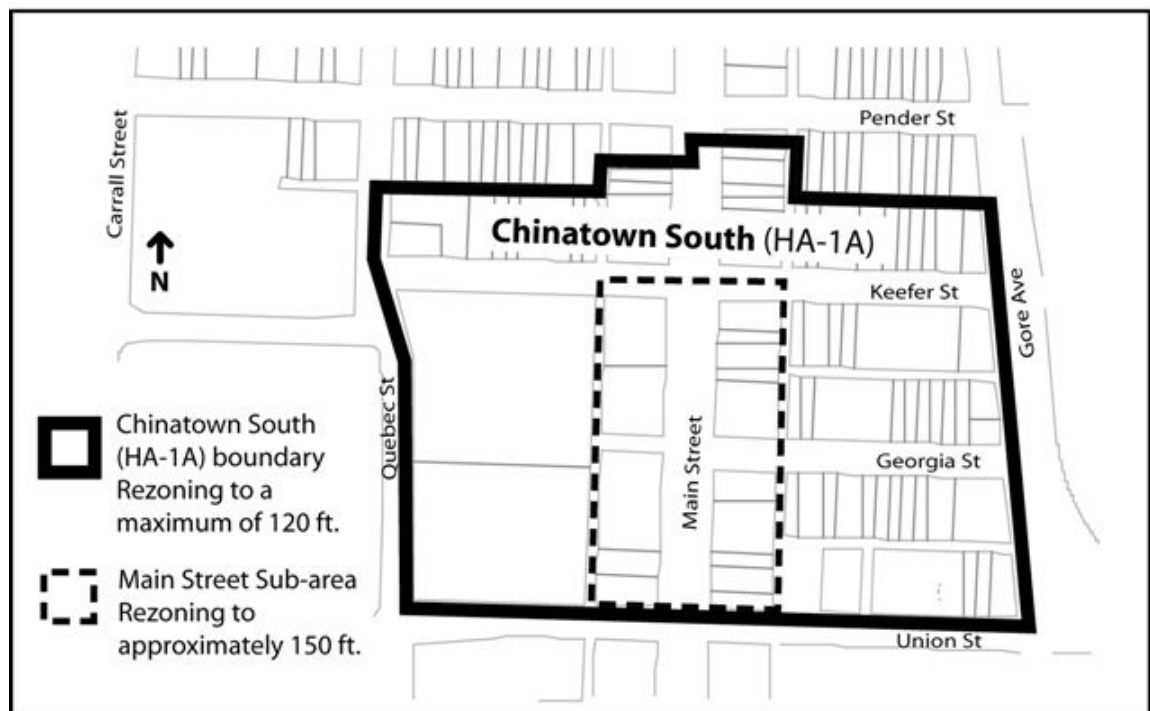 Pender St
Carrall Street
Chinatown South (HA-1A)
N
Keefer St
Gore Ave
Quebec St
Main Street
Georgia St
Union St
Chinatown South
(HA-1A) boundary
Rezoning to a
maximum of 120 ft.
Main Street Sub-area
Rezoning to
approximately 150 ft.